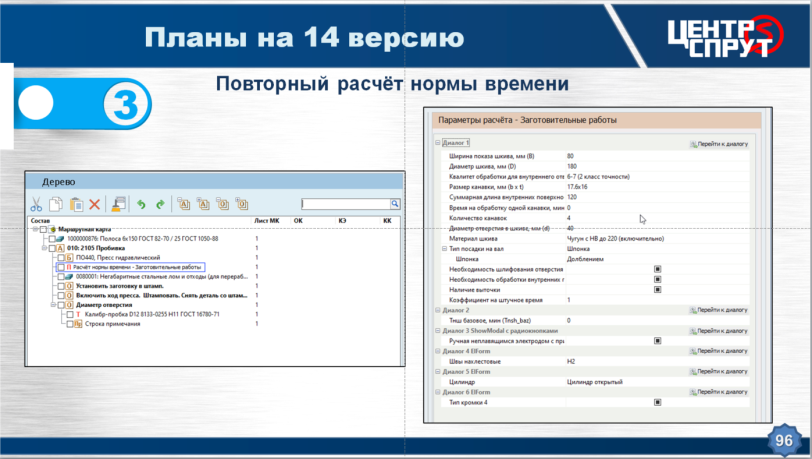 Планы на 14 версию
ЦЕНТР
СПРУТ
Повторный расчёт нормы времени
3
Дерево
Состав Лист МК ОК КЭ КК
Маршрутная карта
1000000876: Полоса 6х150 ГОСТ 82-70 / 25 ГОСТ 1050-88 1
010: 2105 Пробивка 1
ПО440, Пресс гидравлический 1
Расчёт нормы времени - Заготовительные работы 1
0080001: Негабаритные стальные лом и отходы (для перераб... 1
Установить заготовку в штамп. 1
Включить ход пресса. Штамповать. Снять деталь со штам... 1
Диаметр отверстия 1
Калибр-пробка D12 8133-0255 H11 ГОСТ 16780-71 1
Строка примечания 1
Параметры расчёта - Заготовительные работы
Диалог 1 Перейти к диалогу
Ширина показа шкива, мм (B) 80
Диаметр шкива, мм (D) 180
Квалитет обработки для внутреннего отв 6-7 (2 класс точности)
Размер канавки, мм (b x t) 17.6x16
Суммарная длина внутренних поверхно 120
Время на обработку одной канавки, мин 0
Количество канавок 4
Диаметр отверстия в шкиве, мм (d) 40
Материал шкива Чугун с HB до 220 (включительно)
Тип посадки на вал Шпонка
Шпонка Долблением
Необходимость шлифования отверстия
Необходимость обработки внутренних п
Наличие выточки
Коэффициент на штучное время 1
Диалог 2 Перейти к диалогу
Тнш базовое, мин (Tnsh_baz) 0
Диалог 3 ShowModal с радиокнопками Перейти к диалогу
Ручная неплавящимся электродом с пр
Диалог 4 ElForm Перейти к диалогу
Швы нахлестовые Н2
Диалог 5 ElForm Перейти к диалогу
Цилиндр Цилиндр открытый
Диалог 6 ElForm Перейти к диалогу
Тип кромки 4
96